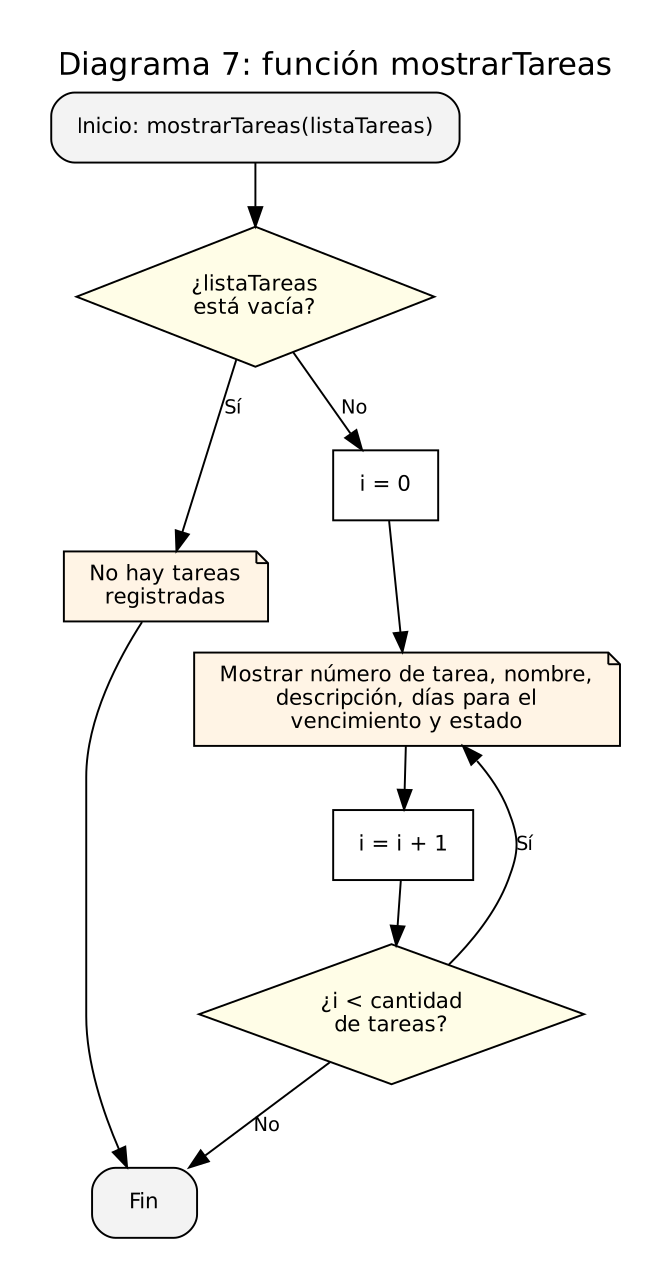 Diagrama 7: función mostrarTareas
Inicio: mostrarTareas(listaTareas)
¿listaTareas
está vacía?
Sí
No
i = 0
No hay tareas
registradas
Mostrar número de tarea, nombre,
descripción, días para el
vencimiento y estado
i = i + 1
Sí
¿i < cantidad
de tareas?
No
Fin